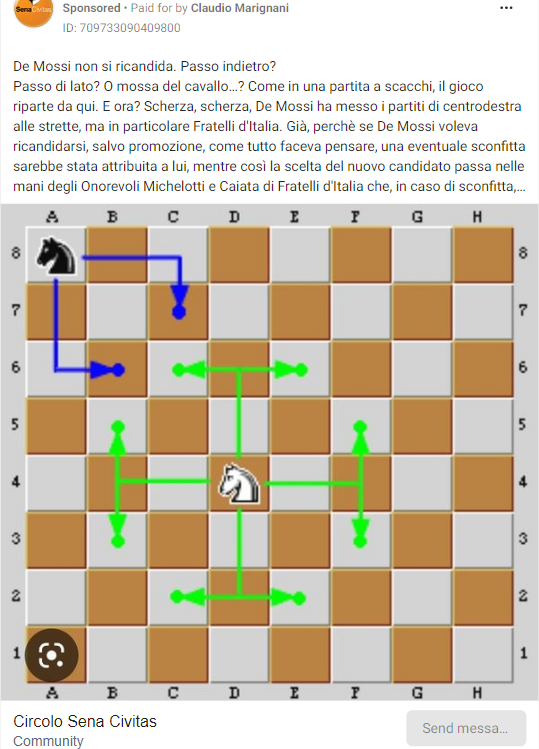 Sena Civitas
Sponsored • Paid for by Claudio Marignani
ID: 709733090409800
De Mossi non si ricandida. Passo indietro?
Passo di lato? O mossa del cavallo…? Come in una partita a scacchi, il gioco
riparte da qui. E ora? Scherza, scherza, De Mossi ha messo i partiti di centrodestra
alle strette, ma in particolare Fratelli d'Italia. Già, perchè se De Mossi voleva
ricandidarsi, salvo promozione, come tutto faceva pensare, una eventuale sconfitta
sarebbe stata attribuita a lui, mentre così la scelta del nuovo candidato passa nelle
mani degli Onorevoli Michelotti e Caiata di Fratelli d'Italia che, in caso di sconfitta,...
A B C D E F G H
8 8
7 7
6 6
5 5
4 4
3 3
2 2
1 1
A B C D E F G H
Circolo Sena Civitas
Community
Send messa...